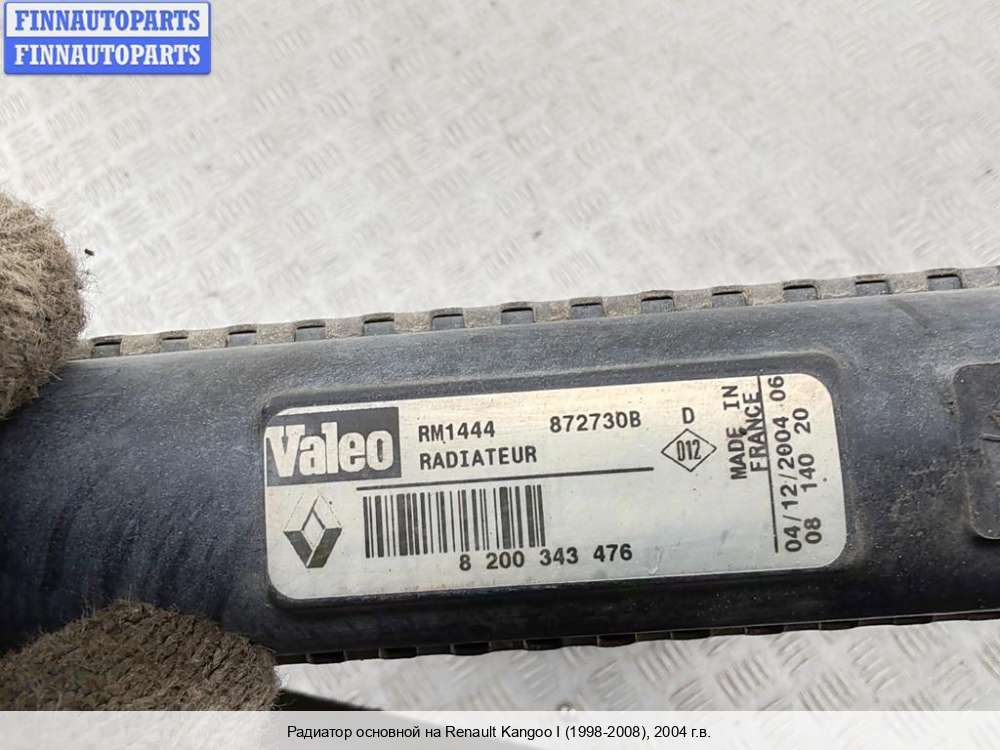 FINNAUTOPARTS
FINNAUTOPARTS
Valeo
RM1444 872730B D
RADIATEUR
012
MADE IN
FRANCE
04/12/2004 06
08 140 20
8 200 343 476
Радиатор основной на Renault Kangoo I (1998-2008), 2004 г.в.